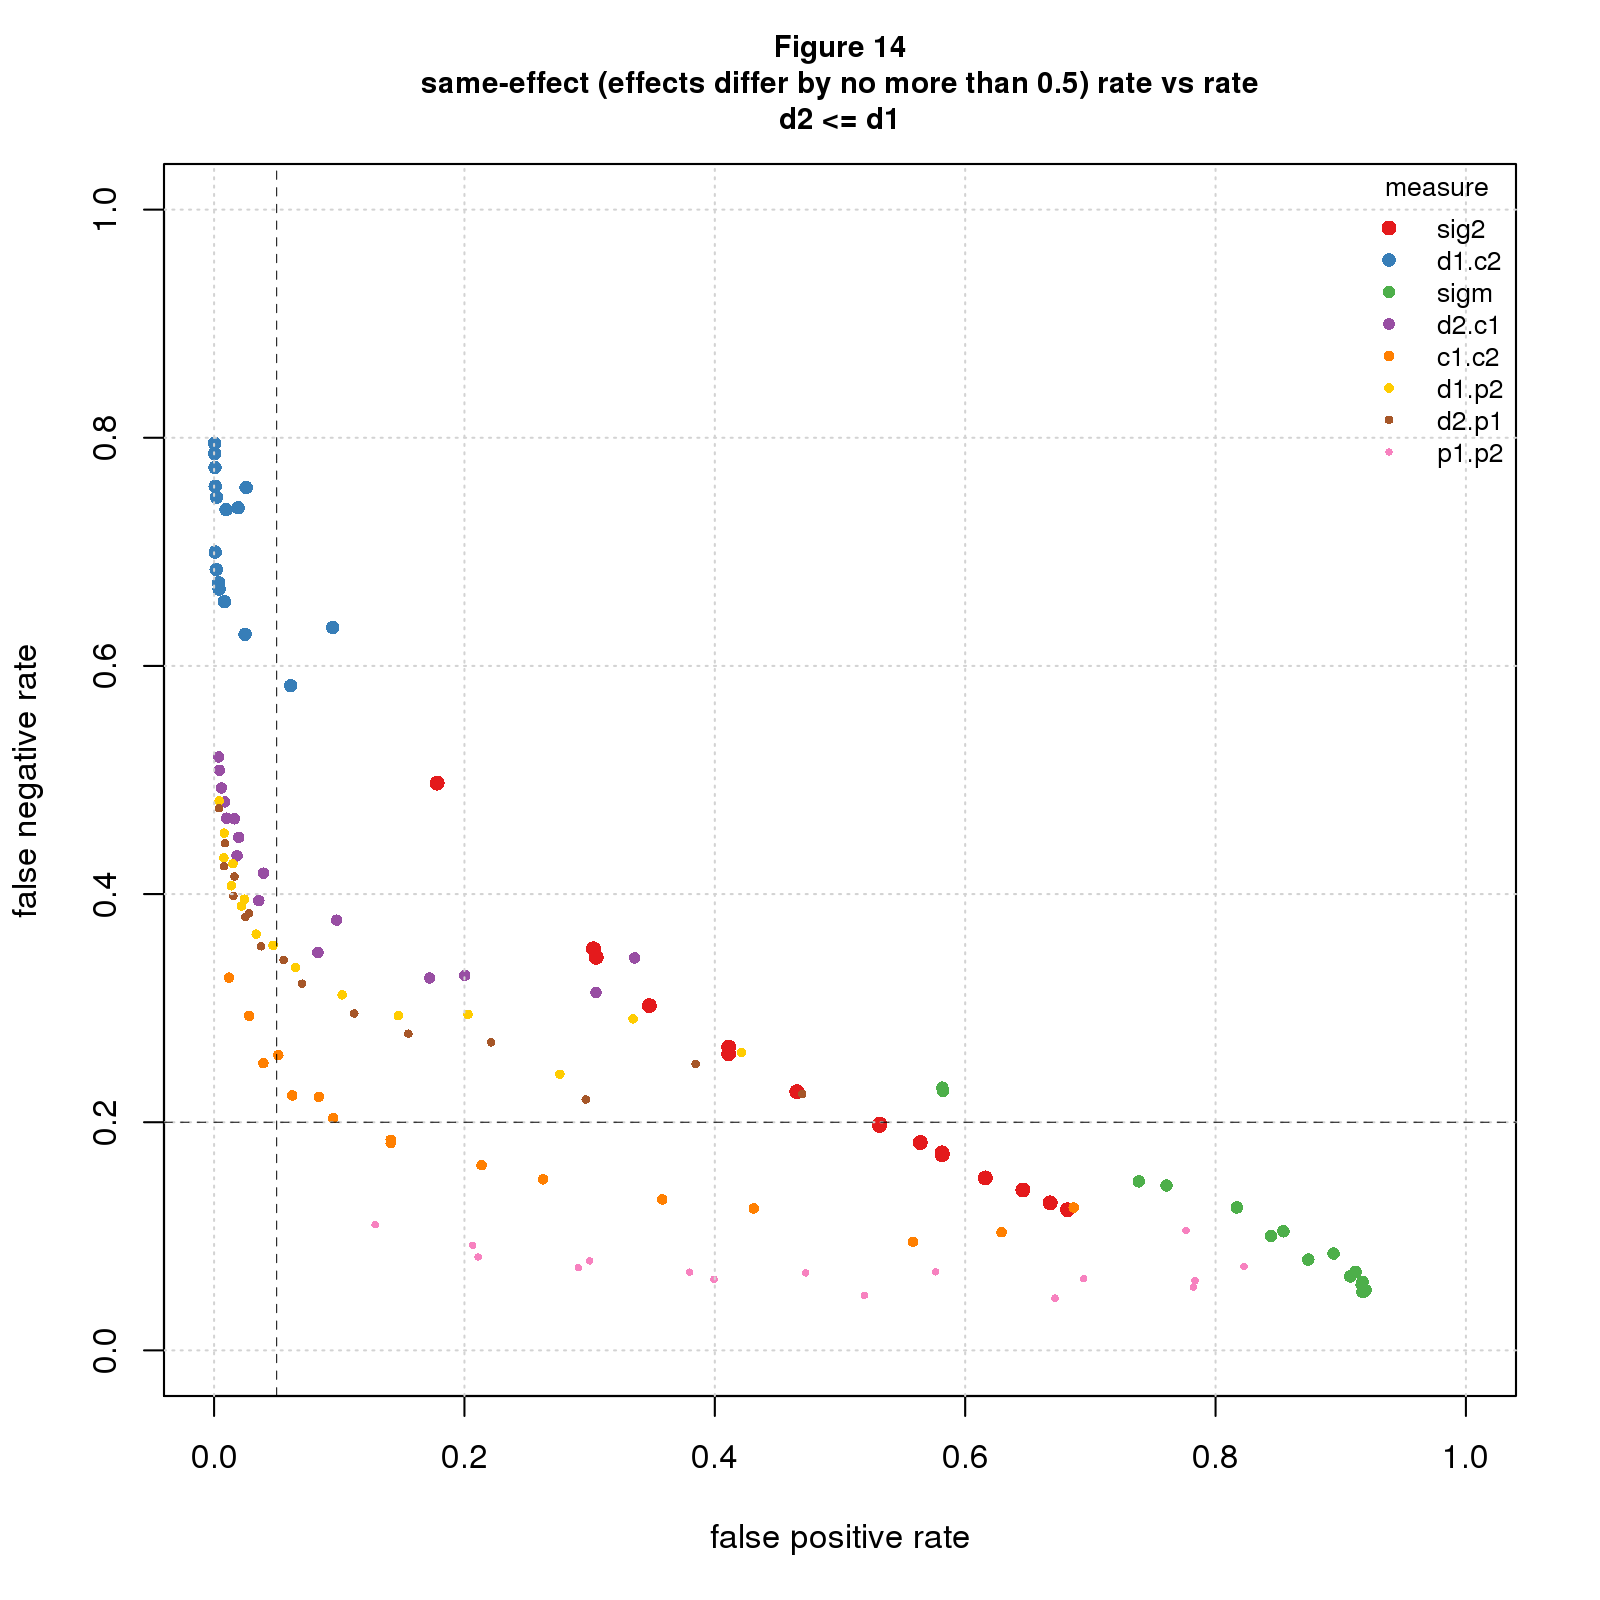 Figure 14
same-effect (effects differ by no more than 0.5) rate vs rate
d2 <= d1
measure
sig2
d1.c2
sigm
d2.c1
c1.c2
d1.p2
d2.p1
p1.p2
false negative rate
1.0
0.8
0.6
0.4
0.2
0.0
0.0 0.2 0.4 0.6 0.8 1.0
false positive rate